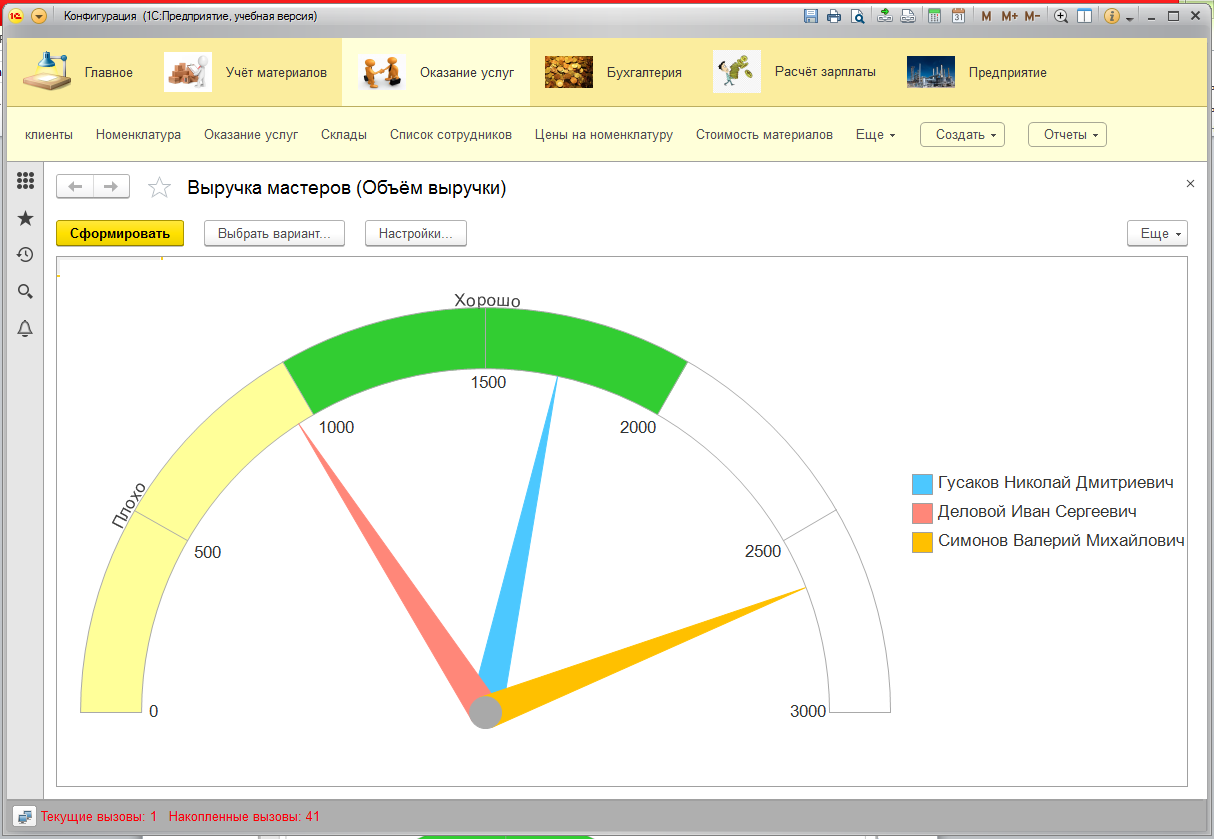 Конфигурация (1С:Предприятие, учебная версия)
M M+ M-
31
Главное
Учёт материалов
Оказание услуг
Бухгалтерия
Расчёт зарплаты
Предприятие
клиенты
Номенклатура
Оказание услуг
Склады
Список сотрудников
Цены на номенклатуру
Стоимость материалов
Еще
Создать
Отчеты
Выручка мастеров (Объём выручки)
Сформировать
Выбрать вариант...
Настройки...
Еще
Хорошо
1500
1000
2000
Плохо
500
2500
0
3000
Гусаков Николай Дмитриевич
Деловой Иван Сергеевич
Симонов Валерий Михайлович
Текущие вызовы: 1 Накопленные вызовы: 41